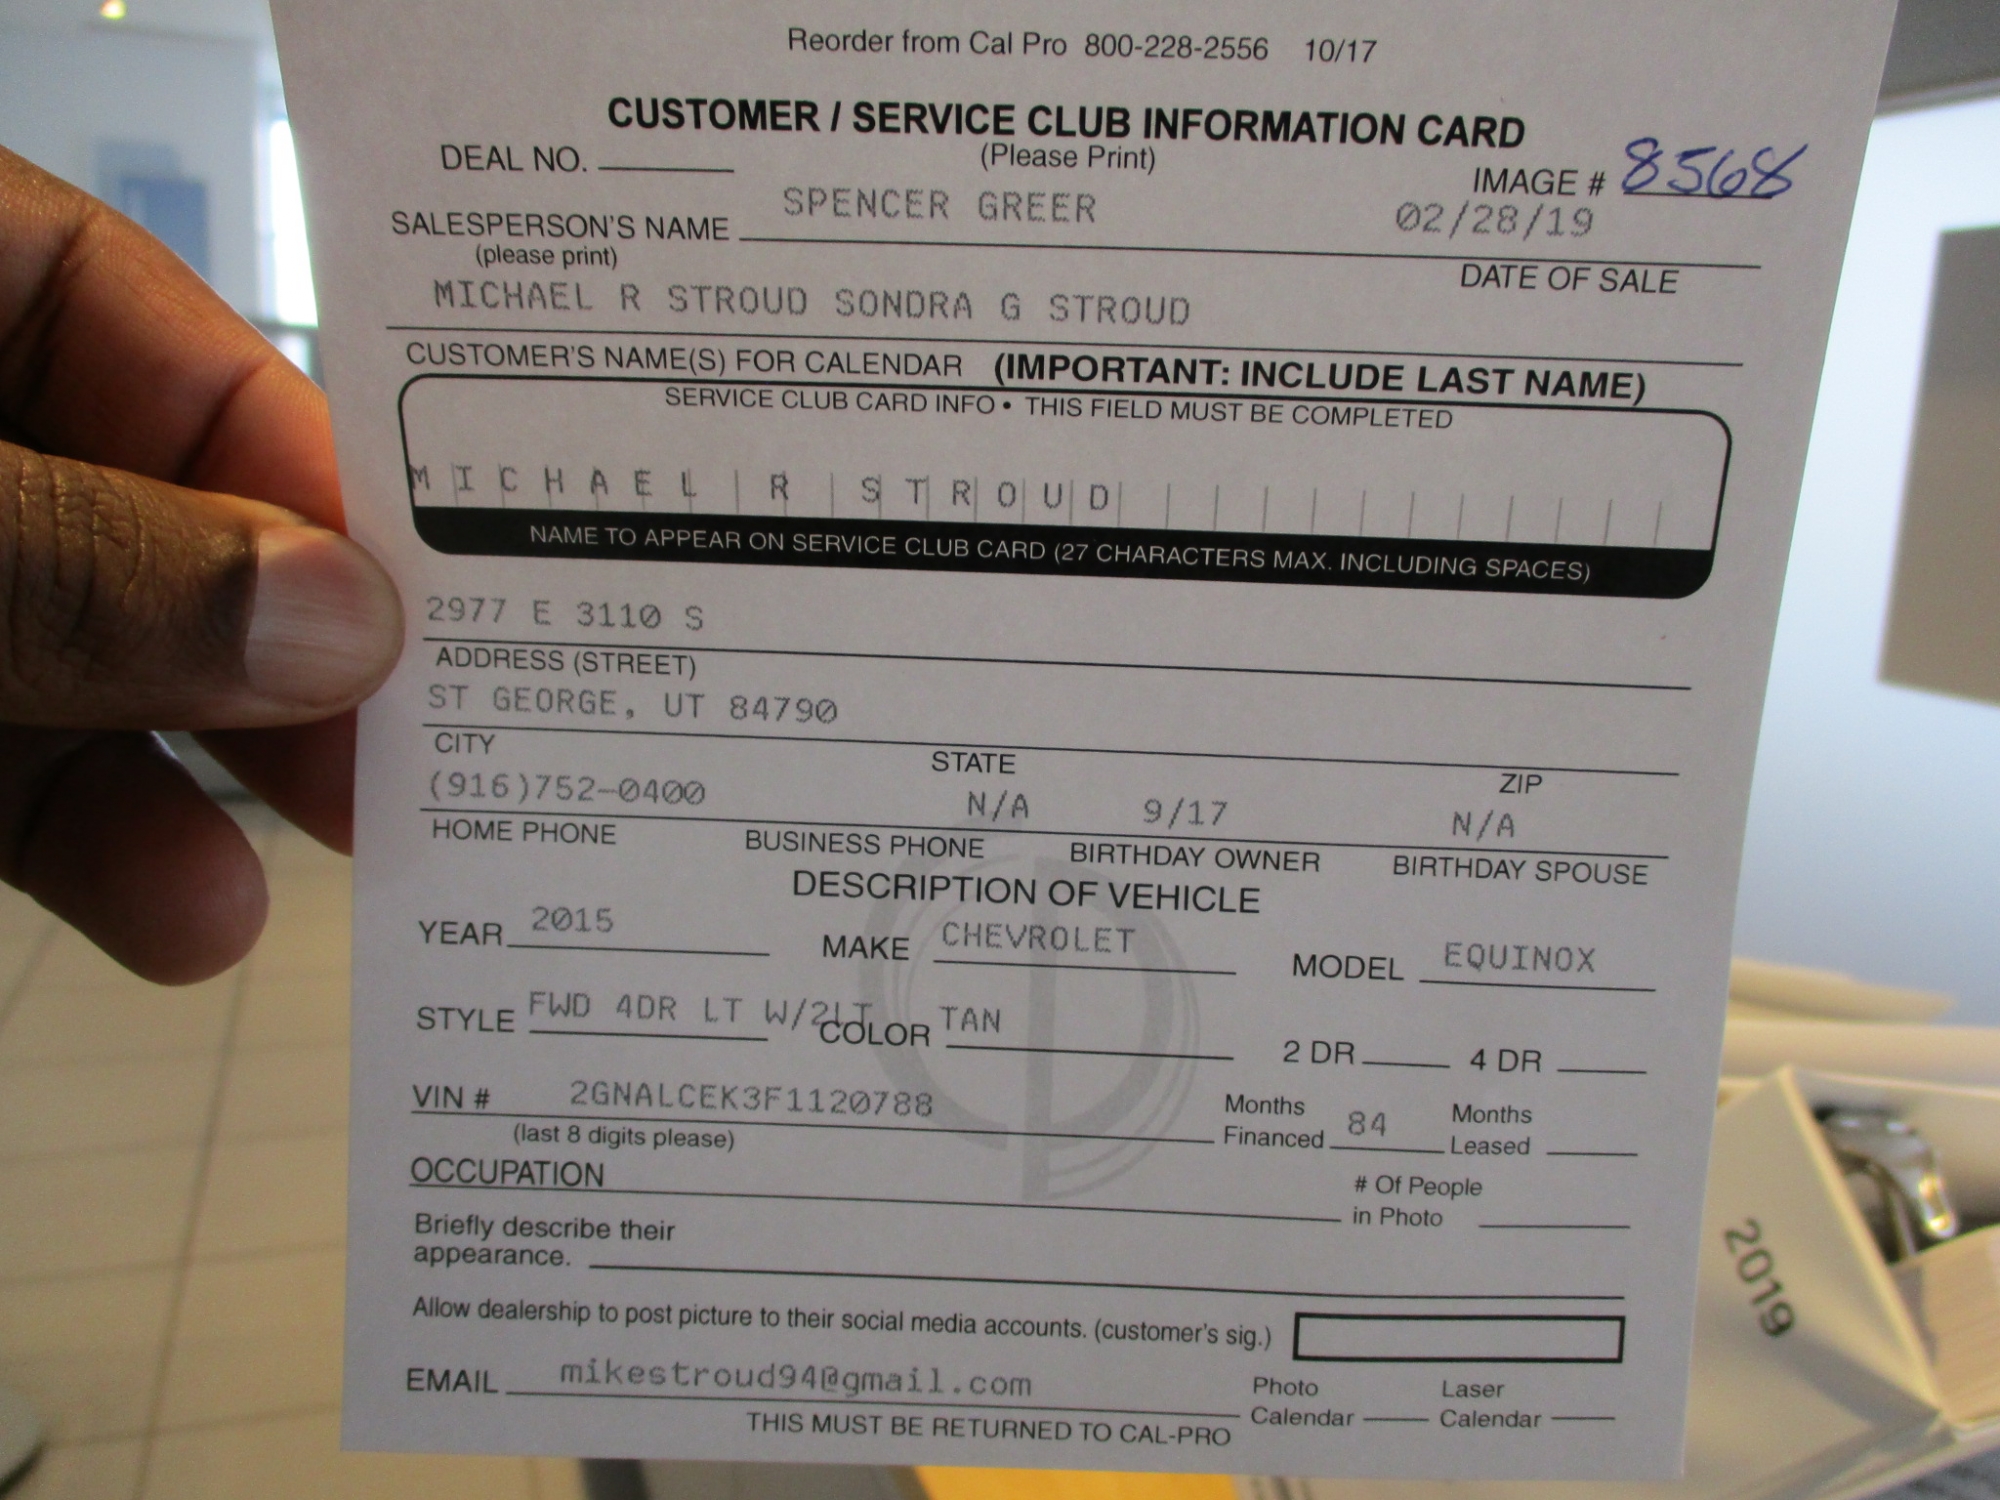 Reorder from Cal Pro 800-228-2556 10/17
CUSTOMER / SERVICE CLUB INFORMATION CARD
DEAL NO. (Please Print) IMAGE # 8568
SPENCER GREER 02/28/19
SALESPERSON'S NAME
(please print) DATE OF SALE
MICHAEL R STROUD SONDRA G STROUD
CUSTOMER'S NAME(S) FOR CALENDAR (IMPORTANT: INCLUDE LAST NAME)
SERVICE CLUB CARD INFO • THIS FIELD MUST BE COMPLETED
MICHAEL R STROUD
NAME TO APPEAR ON SERVICE CLUB CARD (27 CHARACTERS MAX. INCLUDING SPACES)
2977 E 3110 S
ADDRESS (STREET)
ST GEORGE, UT 84790
CITY STATE ZIP
(916)752-0400 N/A 9/17 N/A
HOME PHONE BUSINESS PHONE BIRTHDAY OWNER BIRTHDAY SPOUSE
DESCRIPTION OF VEHICLE
YEAR 2015 MAKE CHEVROLET MODEL EQUINOX
STYLE FWD 4DR LT W/2LT COLOR TAN 2 DR 4 DR
VIN # 2GNALCEK3F1120788 Months Financed 84 Months Leased
(last 8 digits please)
OCCUPATION # Of People in Photo
Briefly describe their
appearance.
Allow dealership to post picture to their social media accounts. (customer's sig.)
EMAIL mikestroud94@gmail.com Photo Calendar Laser Calendar
THIS MUST BE RETURNED TO CAL-PRO
2019